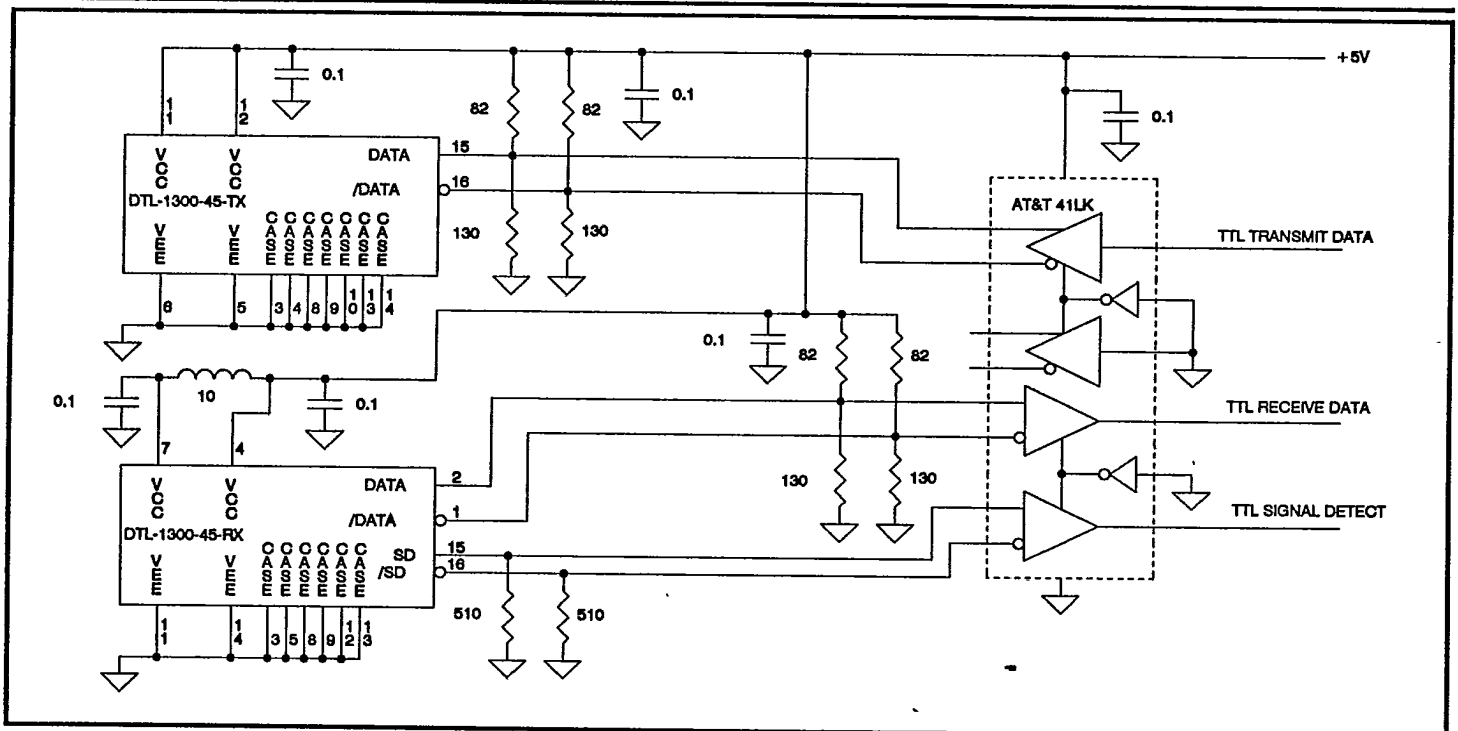 +5V
0.1
82
82
0.1
0.1
11
12
VCC
VCC
DATA
15
/DATA
16
DTL-1300-45-TX
VEE
VEE
CASE
CASE
CASE
CASE
CASE
CASE
CASE
130
130
6
5
3
4
8
9
10
13
14
AT&T 41LK
TTL TRANSMIT DATA
0.1
82
82
0.1
10
0.1
TTL RECEIVE DATA
7
4
VCC
VCC
DATA
2
/DATA
1
130
130
DTL-1300-45-RX
VEE
VEE
CASE
CASE
CASE
CASE
CASE
CASE
SD
15
/SD
16
TTL SIGNAL DETECT
510
510
11
14
3
5
8
9
12
13